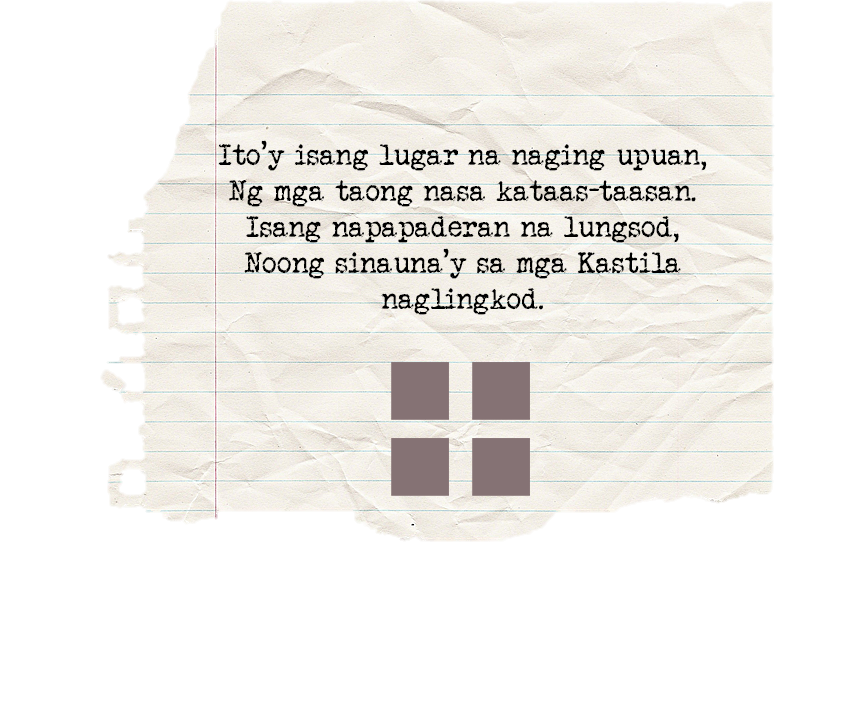 Ito'y isang lugar na naging upuan,
Ng mga taong nasa kataas-taasan.
Isang napapaderan na lungsod,
Noong sinauna'y sa mga Kastila
naglingkod.